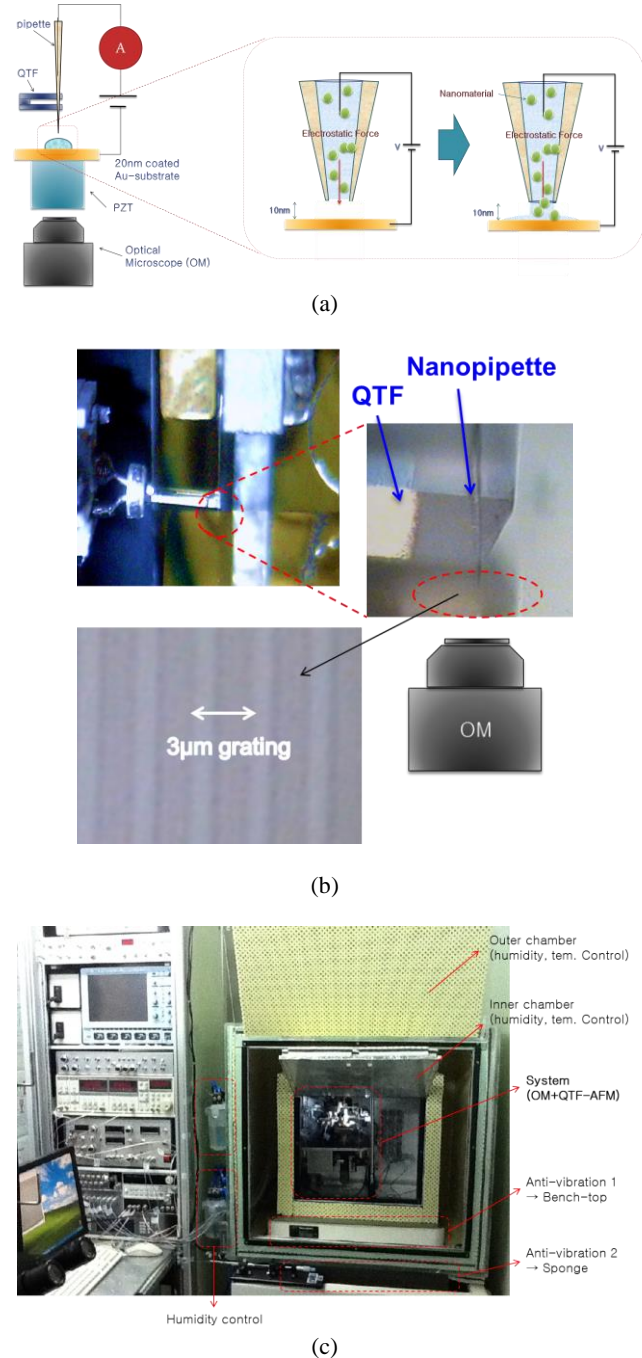 pipette
A
QTF
20nm coated
Au-substrate
PZT
Optical
Microscope (OM)
Nanomaterial
Electrostatic Force
V
10nm
Electrostatic Force
V
10nm
(a)
Nanopipette
QTF
3μm grating
OM
(b)
Outer chamber
(humidity, tem. Control)
Inner chamber
(humidity, tem. Control)
System
(OM+QTF-AFM)
Anti-vibration 1
→ Bench-top
Anti-vibration 2
→ Sponge
Humidity control
(c)